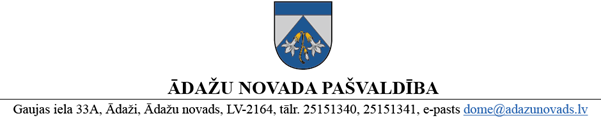 ĀDAŽU NOVADA PAŠVALDĪBA
Gaujas iela 33A, Ādaži, Ādažu novads, LV-2164, tālr. 25151340, 25151341, e-pasts dome@adazunovads.lv